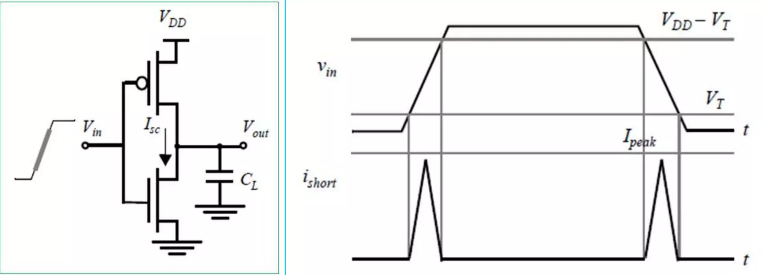 V_DD
V_in
I_sc
V_out
C_L
V_DD – V_T
v_in
V_T
t
I_peak
i_short
t